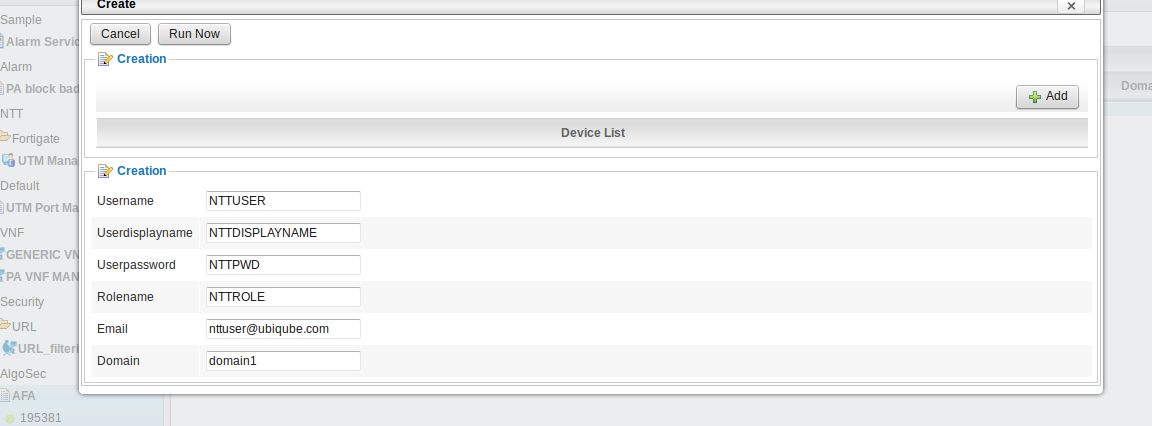 Create
Cancel
Run Now
Creation
Add
Device List
Creation
Username NTTUSER
Userdisplayname NTTDISPLAYNAME
Userpassword NTTPWD
Rolename NTTROLE
Email nttuser@ubiqube.com
Domain domain1
Sample
Alarm Servic
Alarm
PA block bad
NTT
Fortigate
UTM Mana
Default
UTM Port Ma
VNF
GENERIC VN
PA VNF MAN
Security
URL
URL_filteri
AlgoSec
AFA
195381
Doma